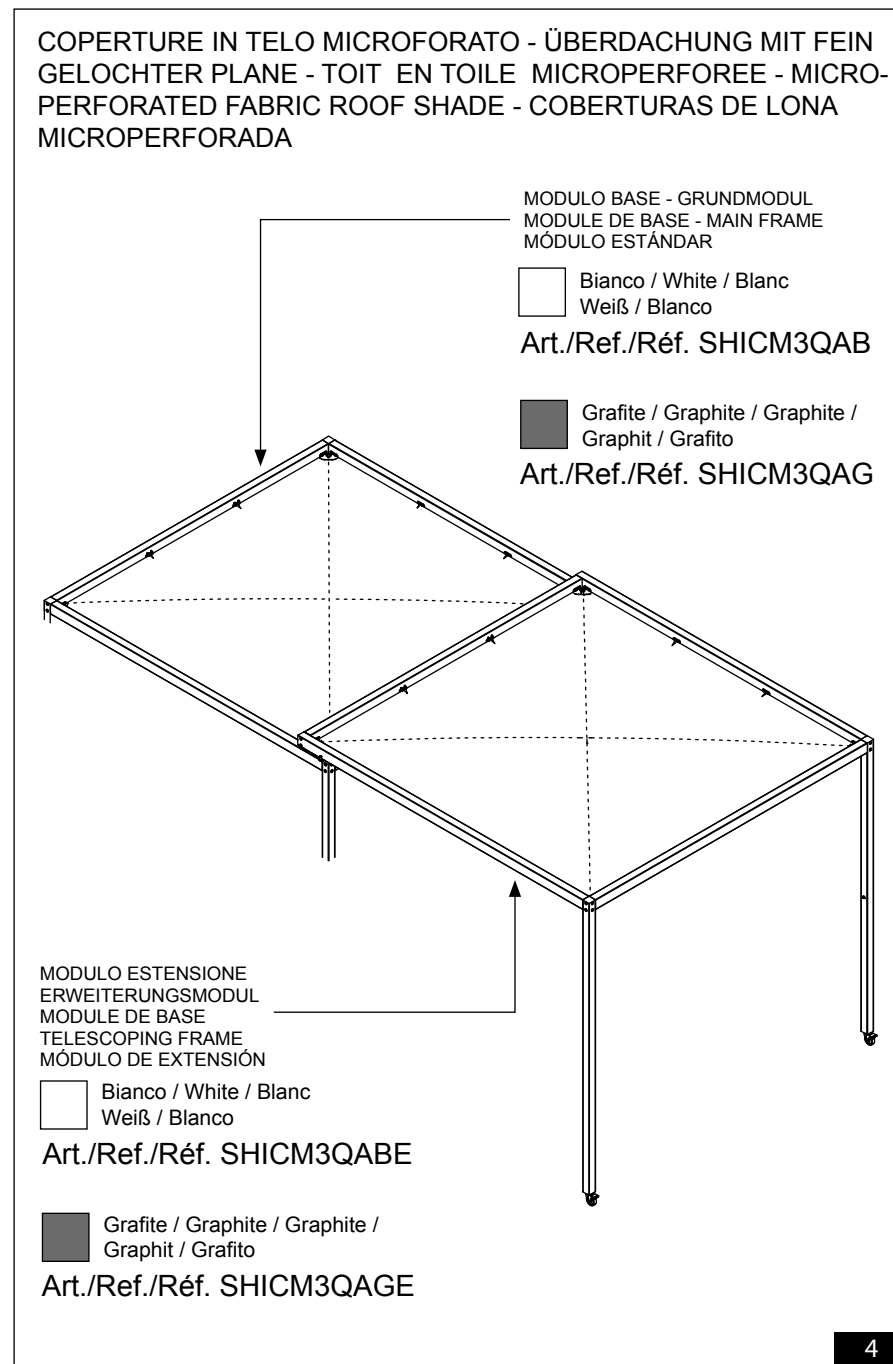 COPERTURE IN TELO MICROFORATO - ÜBERDACHUNG MIT FEIN
GELOCHTER PLANE - TOIT EN TOILE MICROPERFOREE - MICRO-
PERFORATED FABRIC ROOF SHADE - COBERTURAS DE LONA
MICROPERFORADA
MODULO BASE - GRUNDMODUL
MODULE DE BASE - MAIN FRAME
MÓDULO ESTÁNDAR
Bianco / White / Blanc
Weiß / Blanco
Art./Ref./Réf. SHICM3QAB
Grafite / Graphite / Graphite /
Graphit / Grafito
Art./Ref./Réf. SHICM3QAG
MODULO ESTENSIONE
ERWEITERUNGSMODUL
MODULE DE BASE
TELESCOPING FRAME
MÓDULO DE EXTENSIÓN
Bianco / White / Blanc
Weiß / Blanco
Art./Ref./Réf. SHICM3QABE
Grafite / Graphite / Graphite /
Graphit / Grafito
Art./Ref./Réf. SHICM3QAGE
4